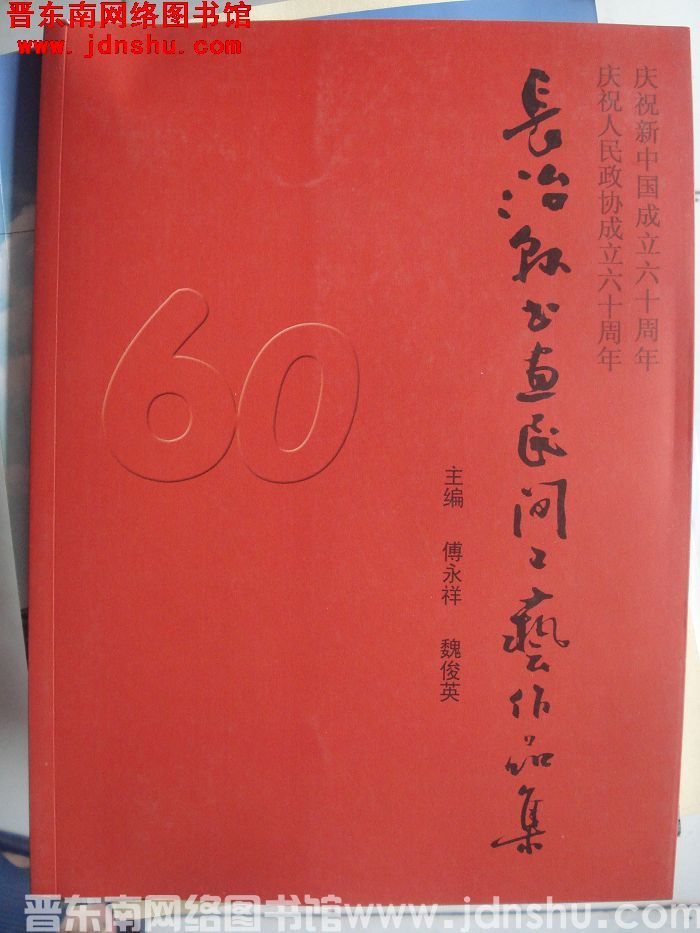 晋东南网络图书馆
www.jdnshu.com
庆祝新中国成立六十周年
庆祝人民政协成立六十周年
長治县书画民间工藝作品集
主编 傅永祥 魏俊英
60
晋东南网络图书馆www.jdnshu.com